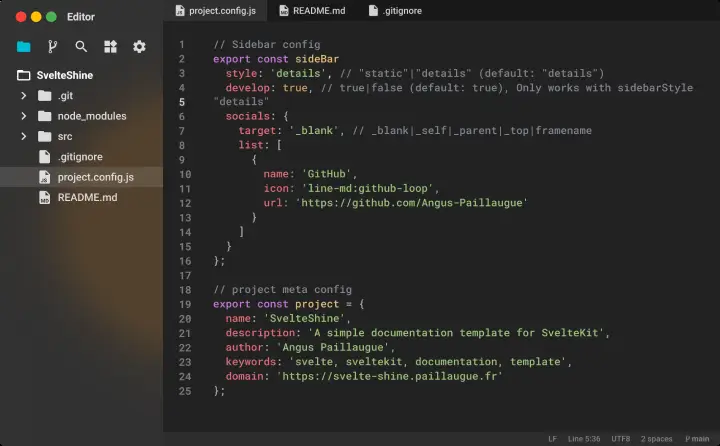 Editor
project.config.js
README.md
.gitignore
SvelteShine
.git
node_modules
src
.gitignore
project.config.js
README.md
1 // Sidebar config
2 export const sideBar
3 style: 'details', // "static"|"details" (default: "details")
4 develop: true, // true|false (default: true), Only works with sidebarStyle
5 "details"
6 socials: {
7 target: '_blank', // _blank|_self|_parent|_top|framename
8 list: [
9 {
10 name: 'GitHub',
11 icon: 'line-md:github-loop',
12 url: 'https://github.com/Angus-Paillaugue'
13 }
14 ]
15 }
16 };
17
18 // project meta config
19 export const project = {
20 name: 'SvelteShine',
21 description: 'A simple documentation template for SvelteKit',
22 author: 'Angus Paillaugue',
23 keywords: 'svelte, sveltekit, documentation, template',
24 domain: 'https://svelte-shine.paillaugue.fr'
25 };
LF Line 5:36 UTF8 2 spaces main